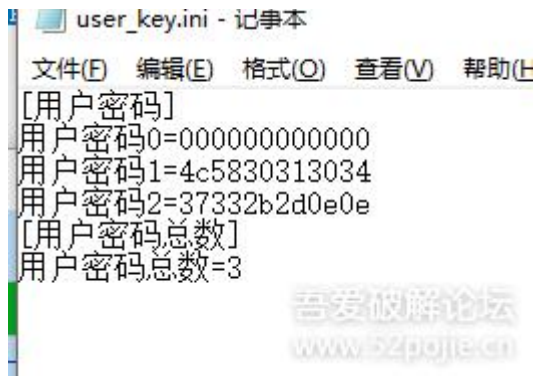 user_key.ini - 记事本
文件(F) 编辑(E) 格式(O) 查看(V) 帮助(H
[用户密码]
用户密码0=000000000000
用户密码1=4c5830313034
用户密码2=37332b2d0e0e
[用户密码总数]
用户密码总数=3
吾爱破解论坛
www.52pojie.cn